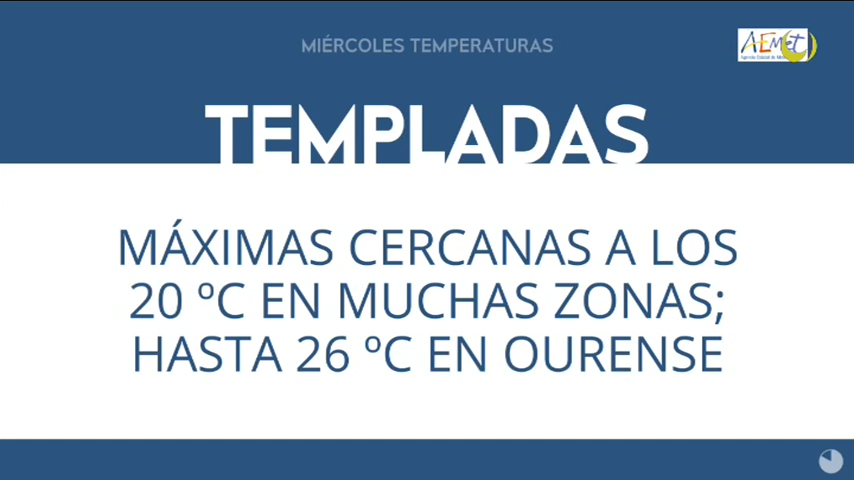 MIÉRCOLES TEMPERATURAS
AEMet
TEMPLADAS
MÁXIMAS CERCANAS A LOS
20 ºC EN MUCHAS ZONAS;
HASTA 26 ºC EN OURENSE